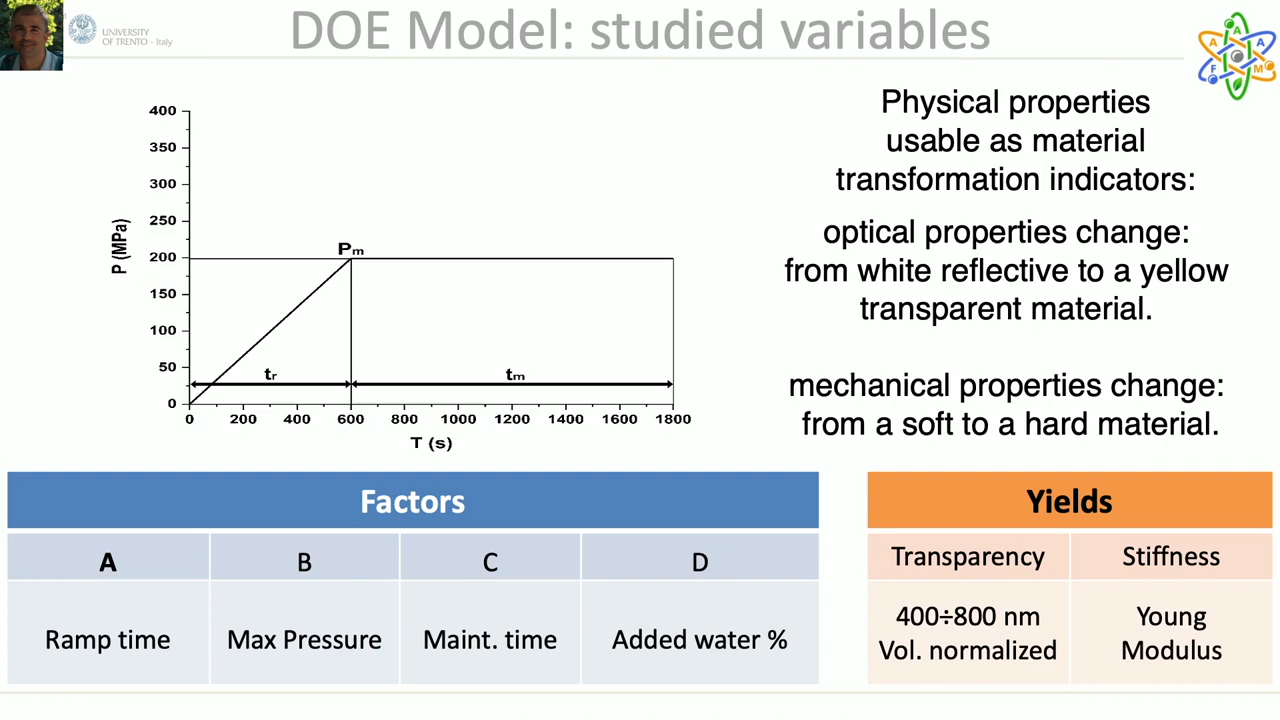 UNIVERSITY
OF TRENTO - Italy
DOE Model: studied variables
A A A F M
Physical properties
usable as material
transformation indicators:
optical properties change:
from white reflective to a yellow
transparent material.
mechanical properties change:
from a soft to a hard material.
400
350
300
250
200
150
100
50
0
P (MPa)
Pm
tr
tm
0 200 400 600 800 1000 1200 1400 1600 1800
T (s)
Factors
A B C D
Ramp time Max Pressure Maint. time Added water %
Yields
Transparency Stiffness
400÷800 nm Young
Vol. normalized Modulus